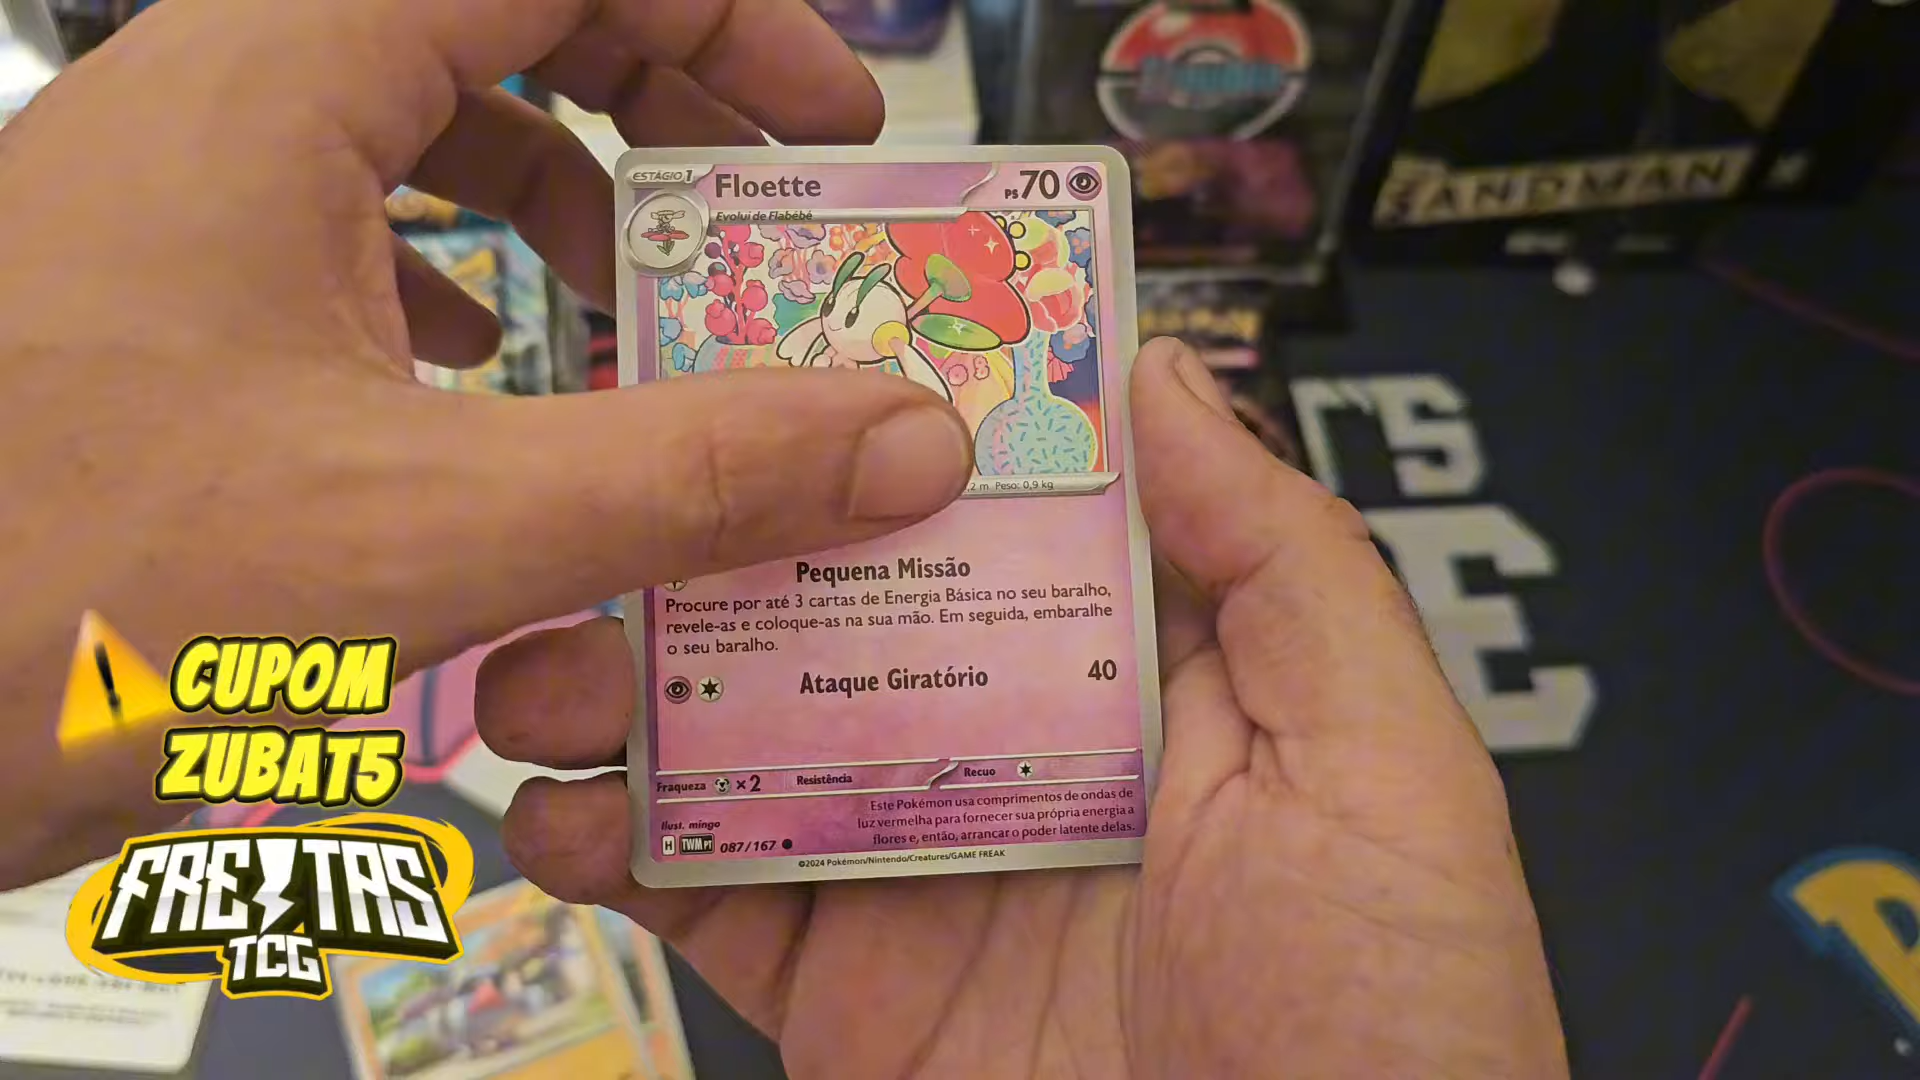 ESTÁGIO 1
Floette
PS 70
Evolui de Flabébé
,2 m Peso: 0,9 kg
Pequena Missão
Procure por até 3 cartas de Energia Básica no seu baralho,
revele-as e coloque-as na sua mão. Em seguida, embaralhe
o seu baralho.
Ataque Giratório 40
Fraqueza ×2 Resistência Recuo
Este Pokémon usa comprimentos de ondas de
luz vermelha para fornecer sua própria energia a
flores e, então, arrancar o poder latente delas.
Ilust. mingo
H TWM PT 087/167
©2024 Pokémon/Nintendo/Creatures/GAME FREAK
CUPOM
ZUBAT5
FREITAS
TCG
SANDMAN